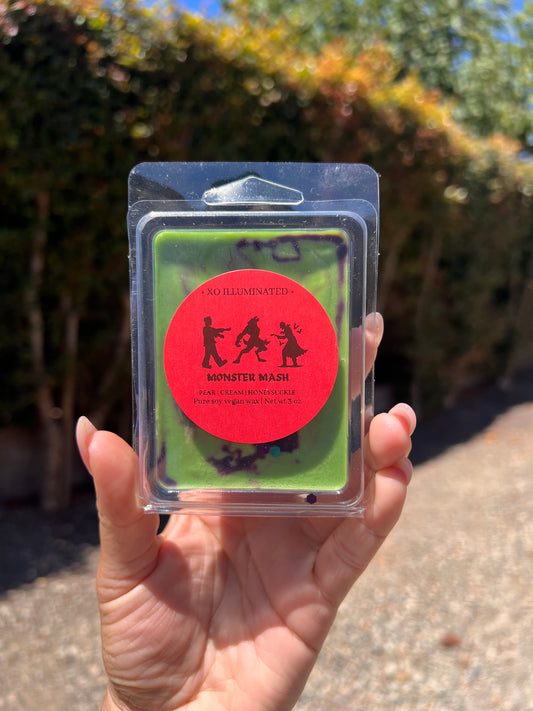 · XO ILLUMINATED ·
MONSTER MASH
PEAR | CREAM | HONEYSUCKLE
Pure soy vegan wax | Net wt 3 oz